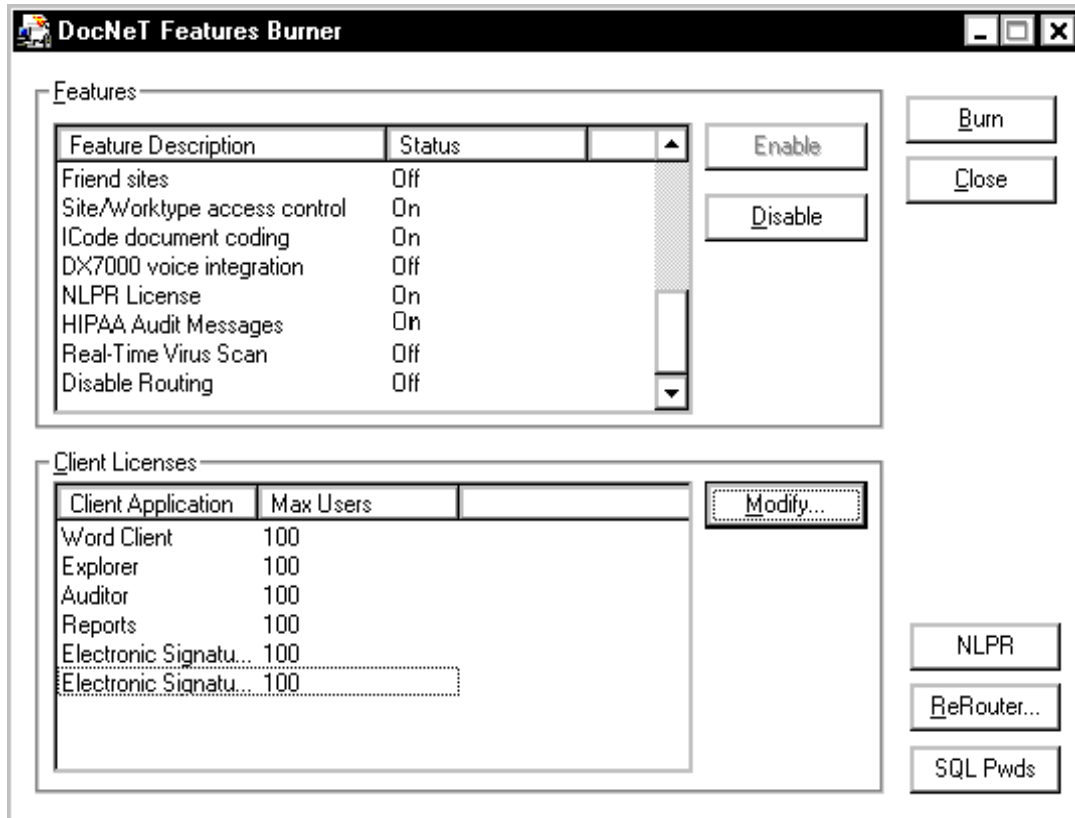 DocNeT Features Burner
Features
Feature Description Status
Friend sites Off
Site/Worktype access control On
ICode document coding On
DX7000 voice integration Off
NLPR License On
HIPAA Audit Messages On
Real-Time Virus Scan Off
Disable Routing Off
Enable
Disable
Burn
Close
Client Licenses
Client Application Max Users
Word Client 100
Explorer 100
Auditor 100
Reports 100
Electronic Signatu... 100
Electronic Signatu... 100
Modify...
NLPR
ReRouter...
SQL Pwds